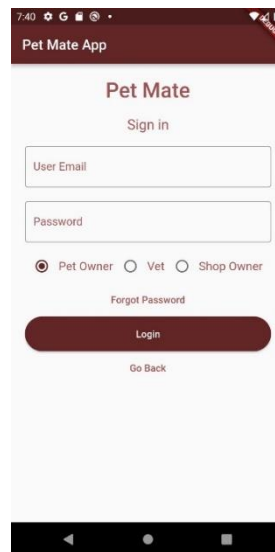 7:40 G
Pet Mate App
Pet Mate
Sign in
User Email
Password
Pet Owner Vet Shop Owner
Forgot Password
Login
Go Back